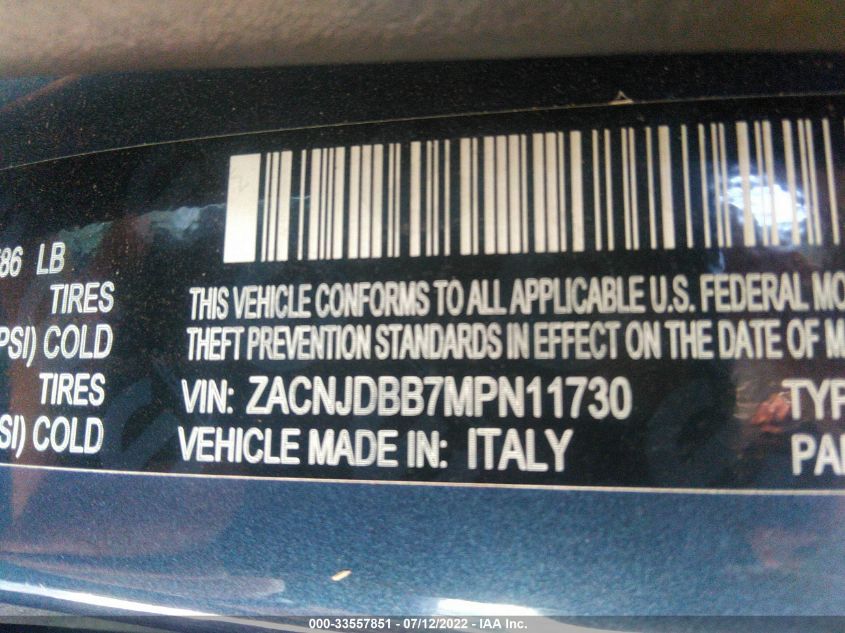 86 LB
TIRES
PSI) COLD
TIRES
SI) COLD
THIS VEHICLE CONFORMS TO ALL APPLICABLE U.S. FEDERAL MO
THEFT PREVENTION STANDARDS IN EFFECT ON THE DATE OF M
VIN: ZACNJDBB7MPN11730
VEHICLE MADE IN: ITALY
TYP
PA
000-33557851 - 07/12/2022 - IAA Inc.